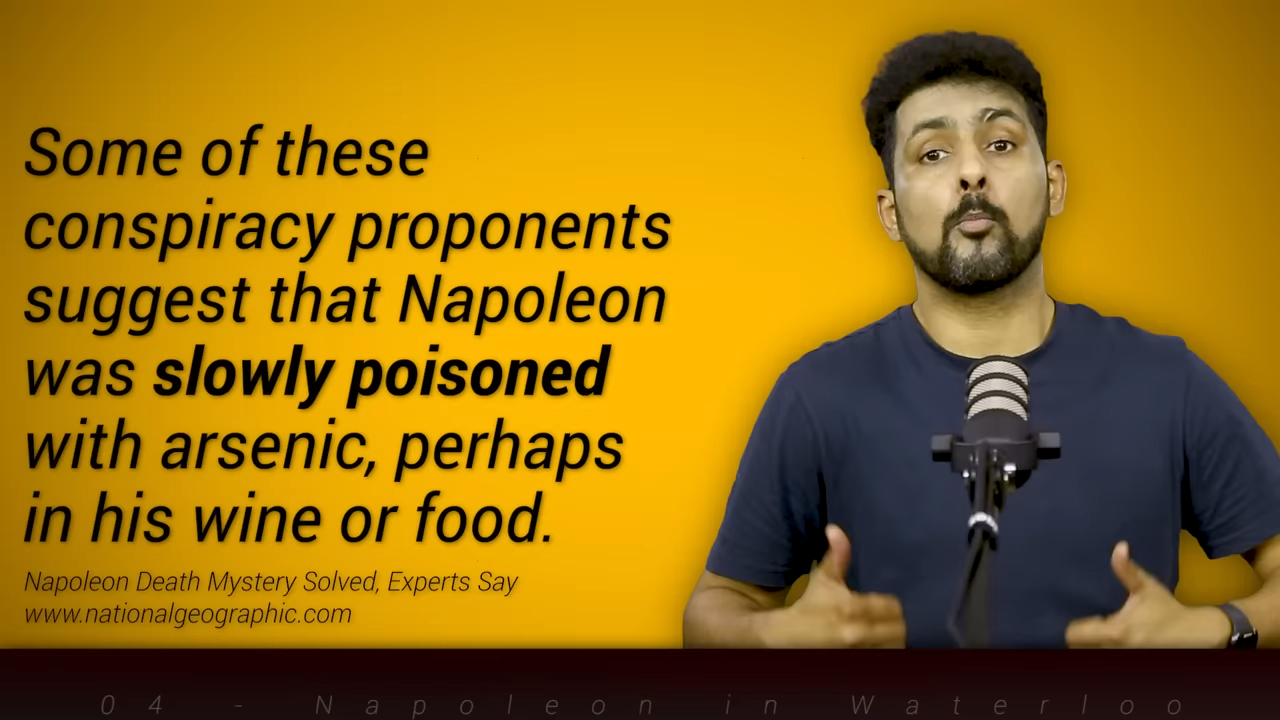 Some of these
conspiracy proponents
suggest that Napoleon
was slowly poisoned
with arsenic, perhaps
in his wine or food.
Napoleon Death Mystery Solved, Experts Say
www.nationalgeographic.com
04 - Napoleon in Waterloo